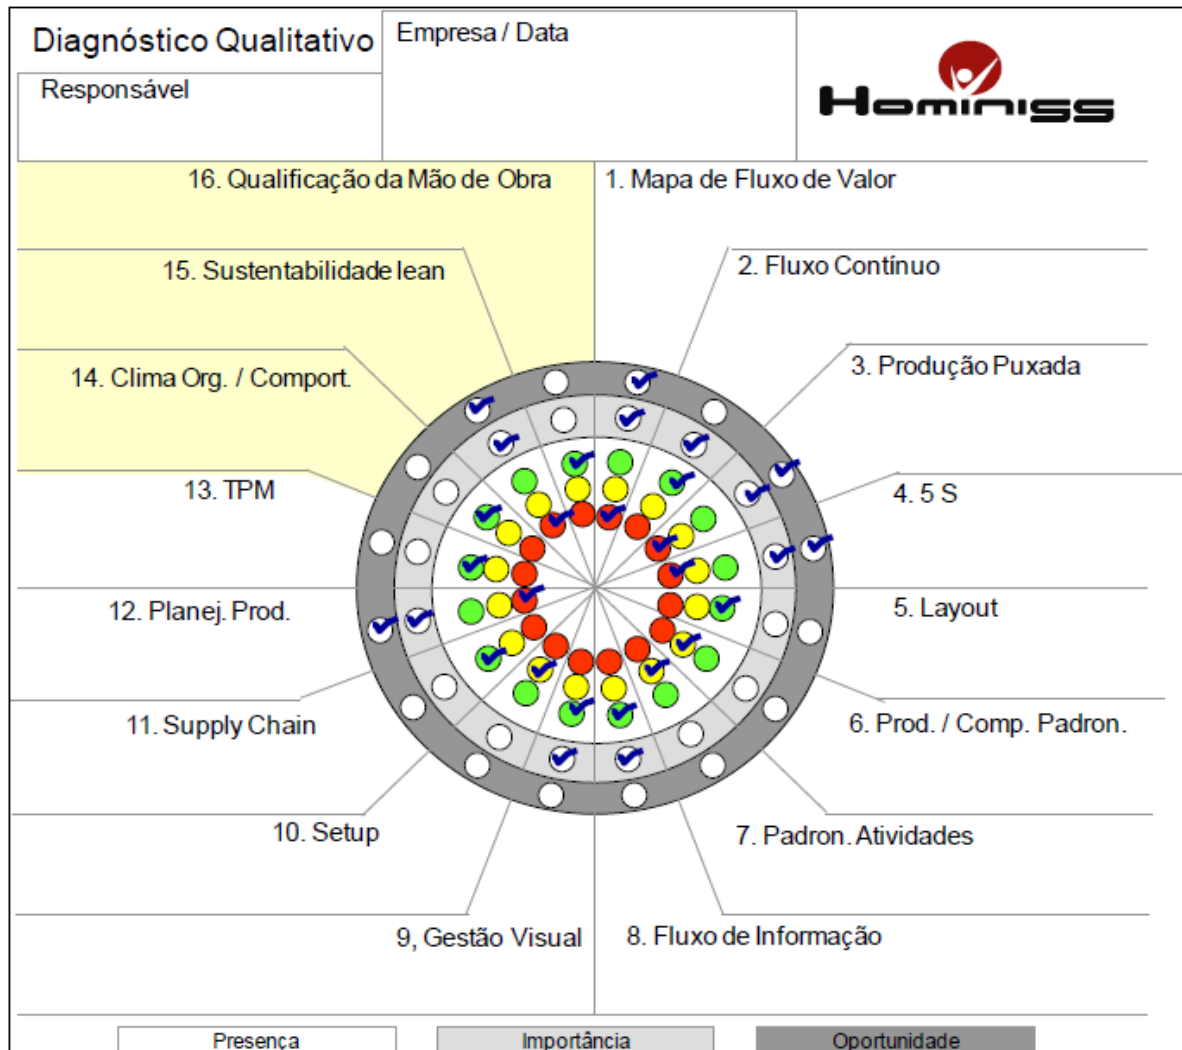 Diagnóstico Qualitativo
Empresa / Data
Responsável
Hominiss
16. Qualificação da Mão de Obra
1. Mapa de Fluxo de Valor
15. Sustentabilidade lean
2. Fluxo Contínuo
14. Clima Org. / Comport.
3. Produção Puxada
13. TPM
4. 5 S
12. Planej. Prod.
5. Layout
11. Supply Chain
6. Prod. / Comp. Padron.
10. Setup
7. Padron. Atividades
9, Gestão Visual
8. Fluxo de Informação
Presença
Importância
Oportunidade